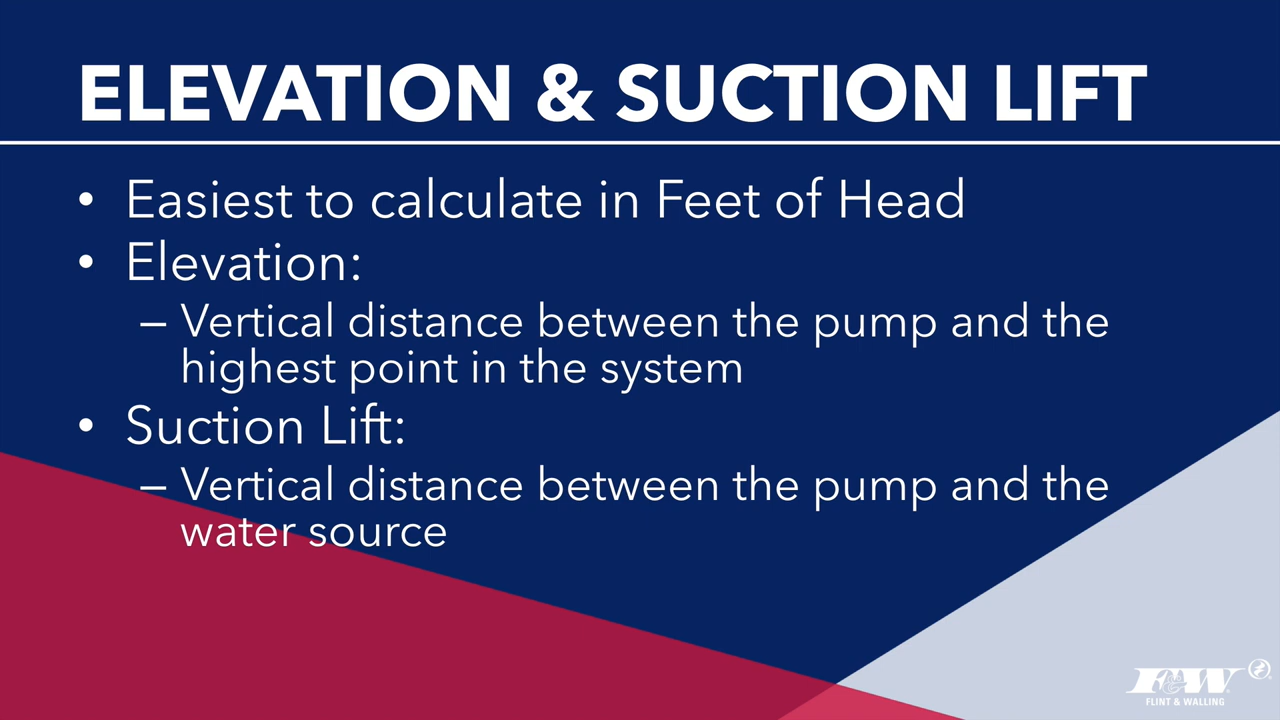 ELEVATION & SUCTION LIFT
• Easiest to calculate in Feet of Head
• Elevation:
– Vertical distance between the pump and the
highest point in the system
• Suction Lift:
– Vertical distance between the pump and the
water source
F&W
FLINT & WALLING